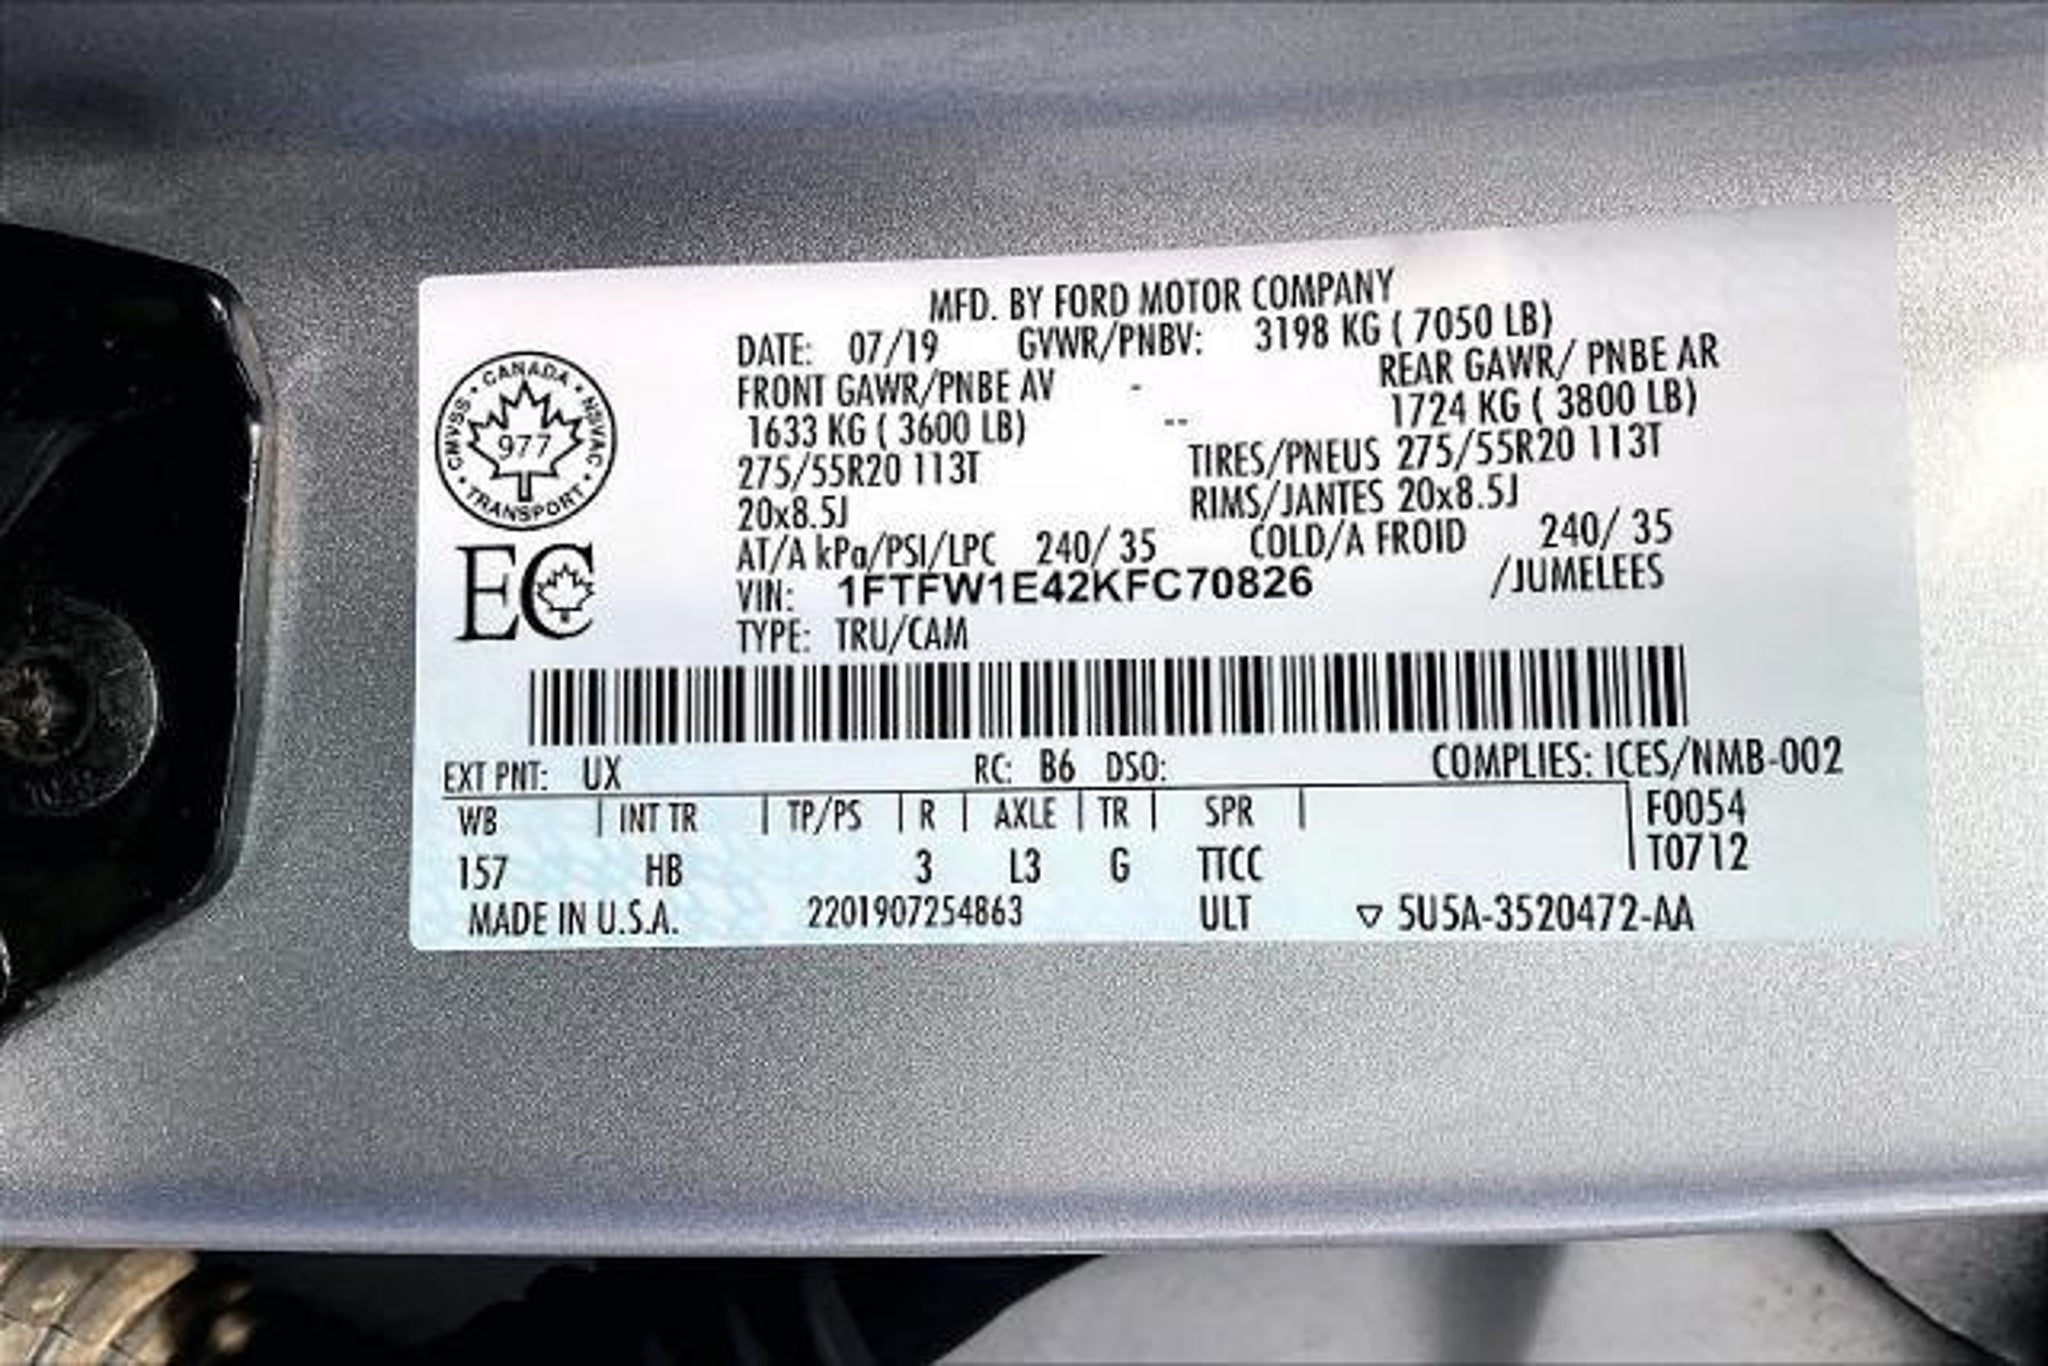 MFD. BY FORD MOTOR COMPANY
DATE: 07/19 GVWR/PNBV: 3198 KG ( 7050 LB)
FRONT GAWR/PNBE AV - REAR GAWR/ PNBE AR
1633 KG ( 3600 LB) -- 1724 KG ( 3800 LB)
275/55R20 113T TIRES/PNEUS 275/55R20 113T
20x8.5J RIMS/JANTES 20x8.5J
AT/A kPa/PSI/LPC 240/ 35 COLD/A FROID 240/ 35
VIN: 1FTFW1E42KFC70826 /JUMELEES
TYPE: TRU/CAM
CANADA
CMVSS NSVAC
977
TRANSPORT
EC
EXT PNT: UX RC: B6 DSO: COMPLIES: ICES/NMB-002
WB | INT TR | TP/PS | R | AXLE | TR | SPR | F0054
157 HB 3 L3 G TTCC T0712
MADE IN U.S.A. 2201907254863 ULT ▽ 5U5A-3520472-AA